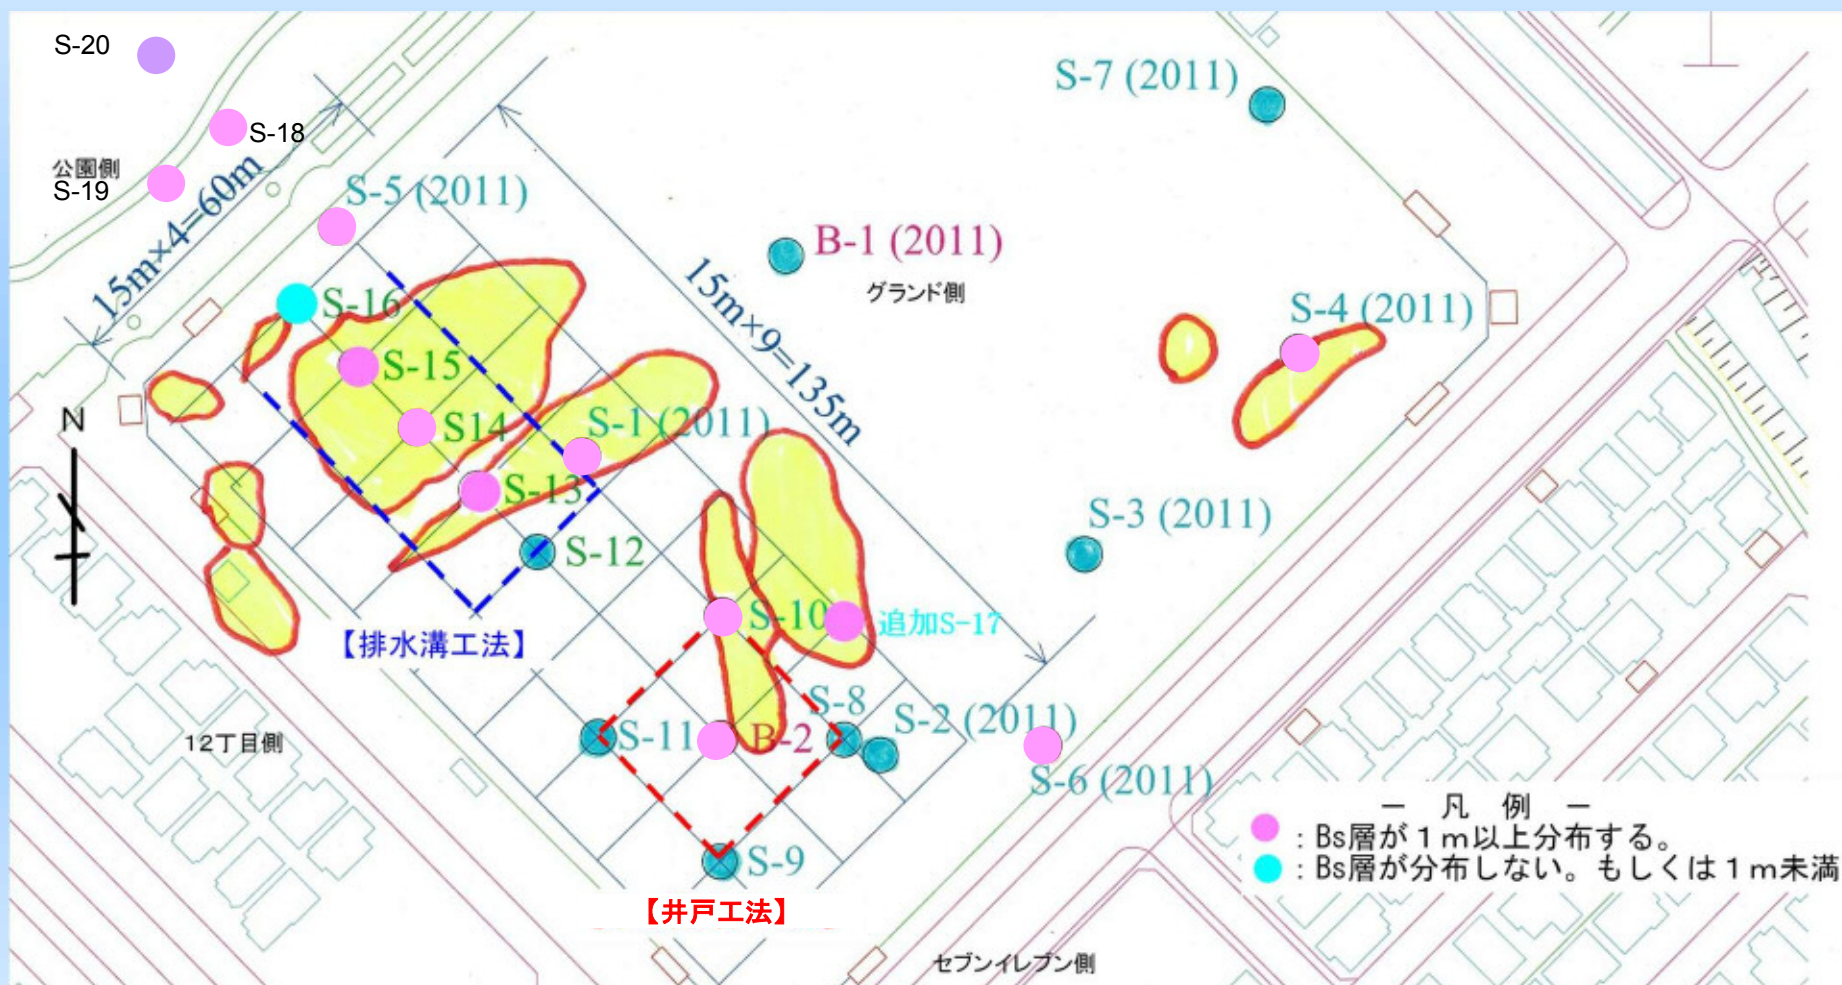 S-20
S-7 (2011)
S-18
公園側
S-19
15m×4=60m
S-5 (2011)
B-1 (2011)
グランド側
15m×9=135m
S-16
S-4 (2011)
S-15
N
S14
S-1 (2011)
S-13
S-3 (2011)
S-12
S-10
追加S-17
【排水溝工法】
S-8
S-2 (2011)
S-11
B-2
12丁目側
S-6 (2011)
S-9
【井戸工法】
セブンイレブン側
― 凡 例 ―
：Bs層が１ｍ以上分布する。
：Bs層が分布しない。もしくは１ｍ未満